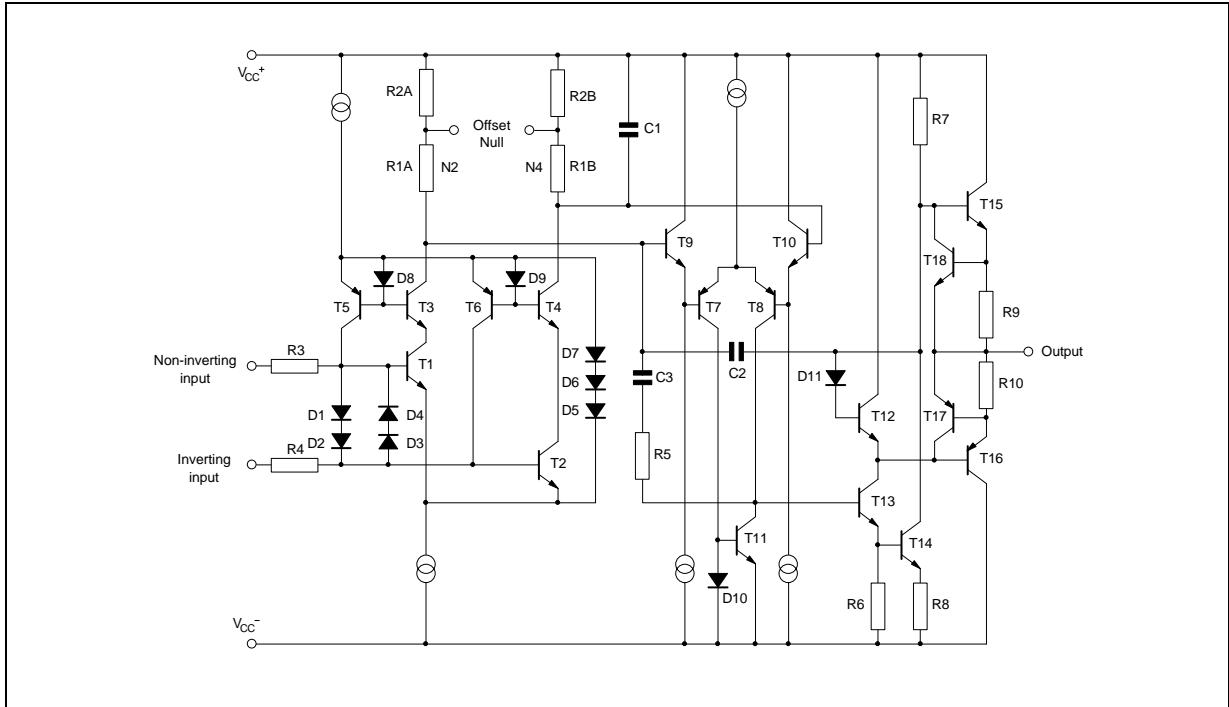 VCC+
R2A
R2B
Offset
Null
C1
R7
R1A
N2
N4
R1B
T15
T9
T10
T18
D8
D9
T5
T3
T6
T4
T7
T8
R9
Non-inverting
input
R3
T1
D7
D6
D5
C3
C2
D11
Output
R10
D1
D4
T12
T17
D2
D3
Inverting
input
R4
T2
R5
T16
T13
T11
T14
D10
R6
R8
VCC−